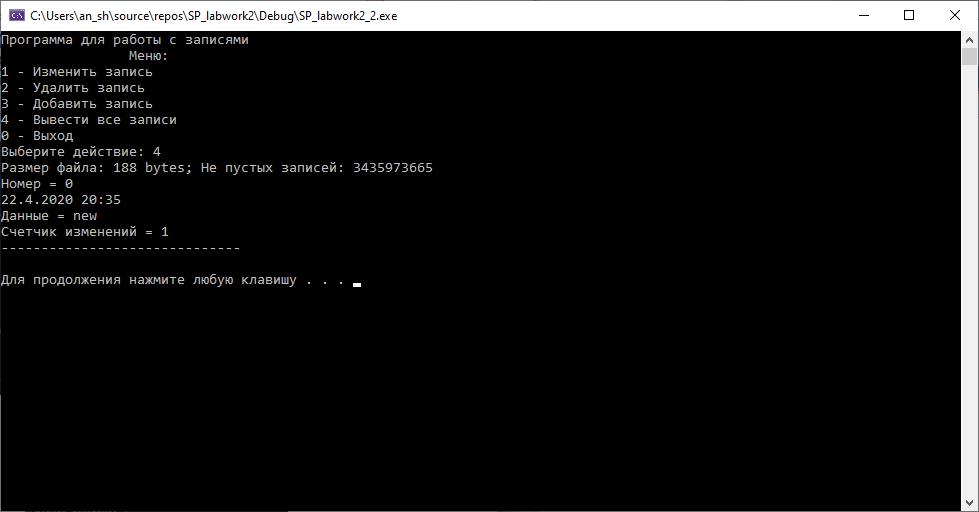 C:\Users\an_sh\source\repos\SP_labwork2\Debug\SP_labwork2_2.exe
Программа для работы с записями
Меню:
1 - Изменить запись
2 - Удалить запись
3 - Добавить запись
4 - Вывести все записи
0 - Выход
Выберите действие: 4
Размер файла: 188 bytes; Не пустых записей: 3435973665
Номер = 0
22.4.2020 20:35
Данные = new
Счетчик изменений = 1
------------------------------
Для продолжения нажмите любую клавишу . . .